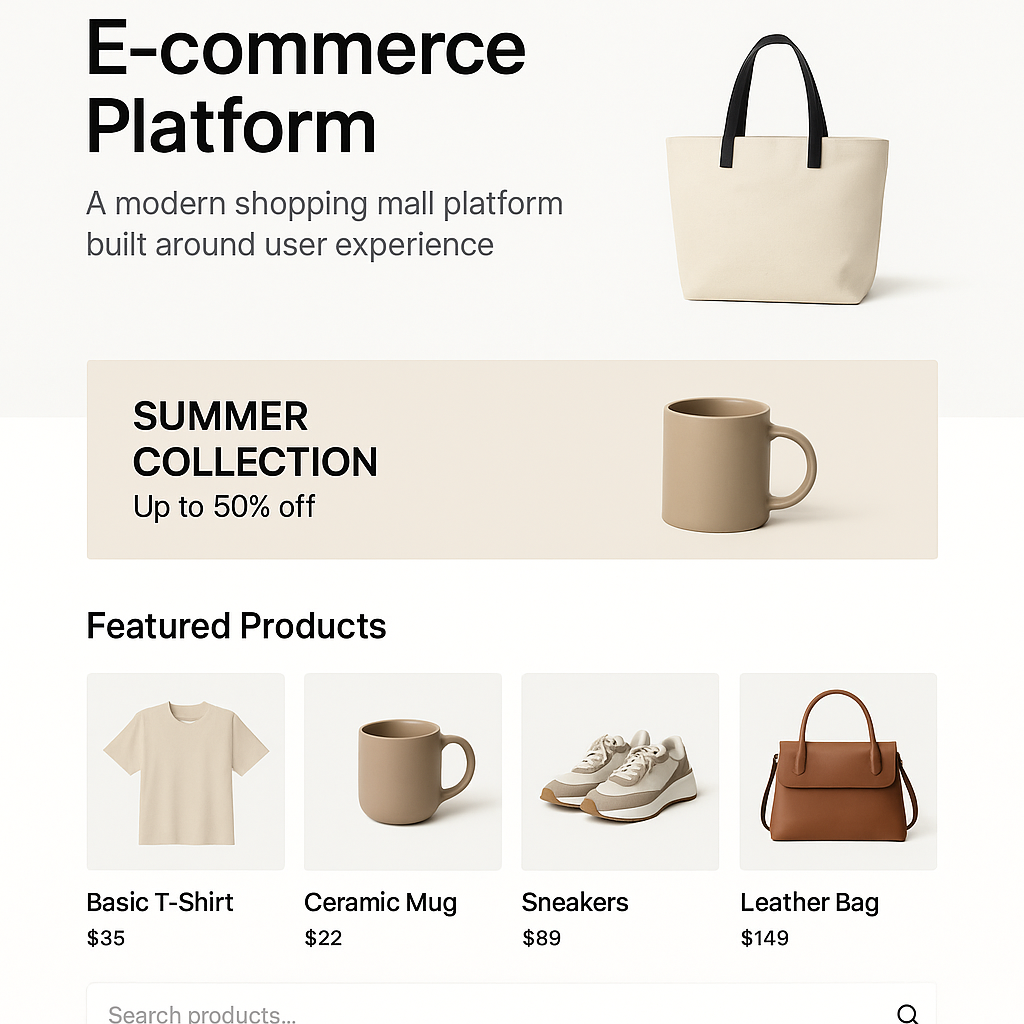 E-commerce
Platform
A modern shopping mall platform
built around user experience
SUMMER
COLLECTION
Up to 50% off
Featured Products
Basic T-Shirt
$35
Ceramic Mug
$22
Sneakers
$89
Leather Bag
$149
Search products...